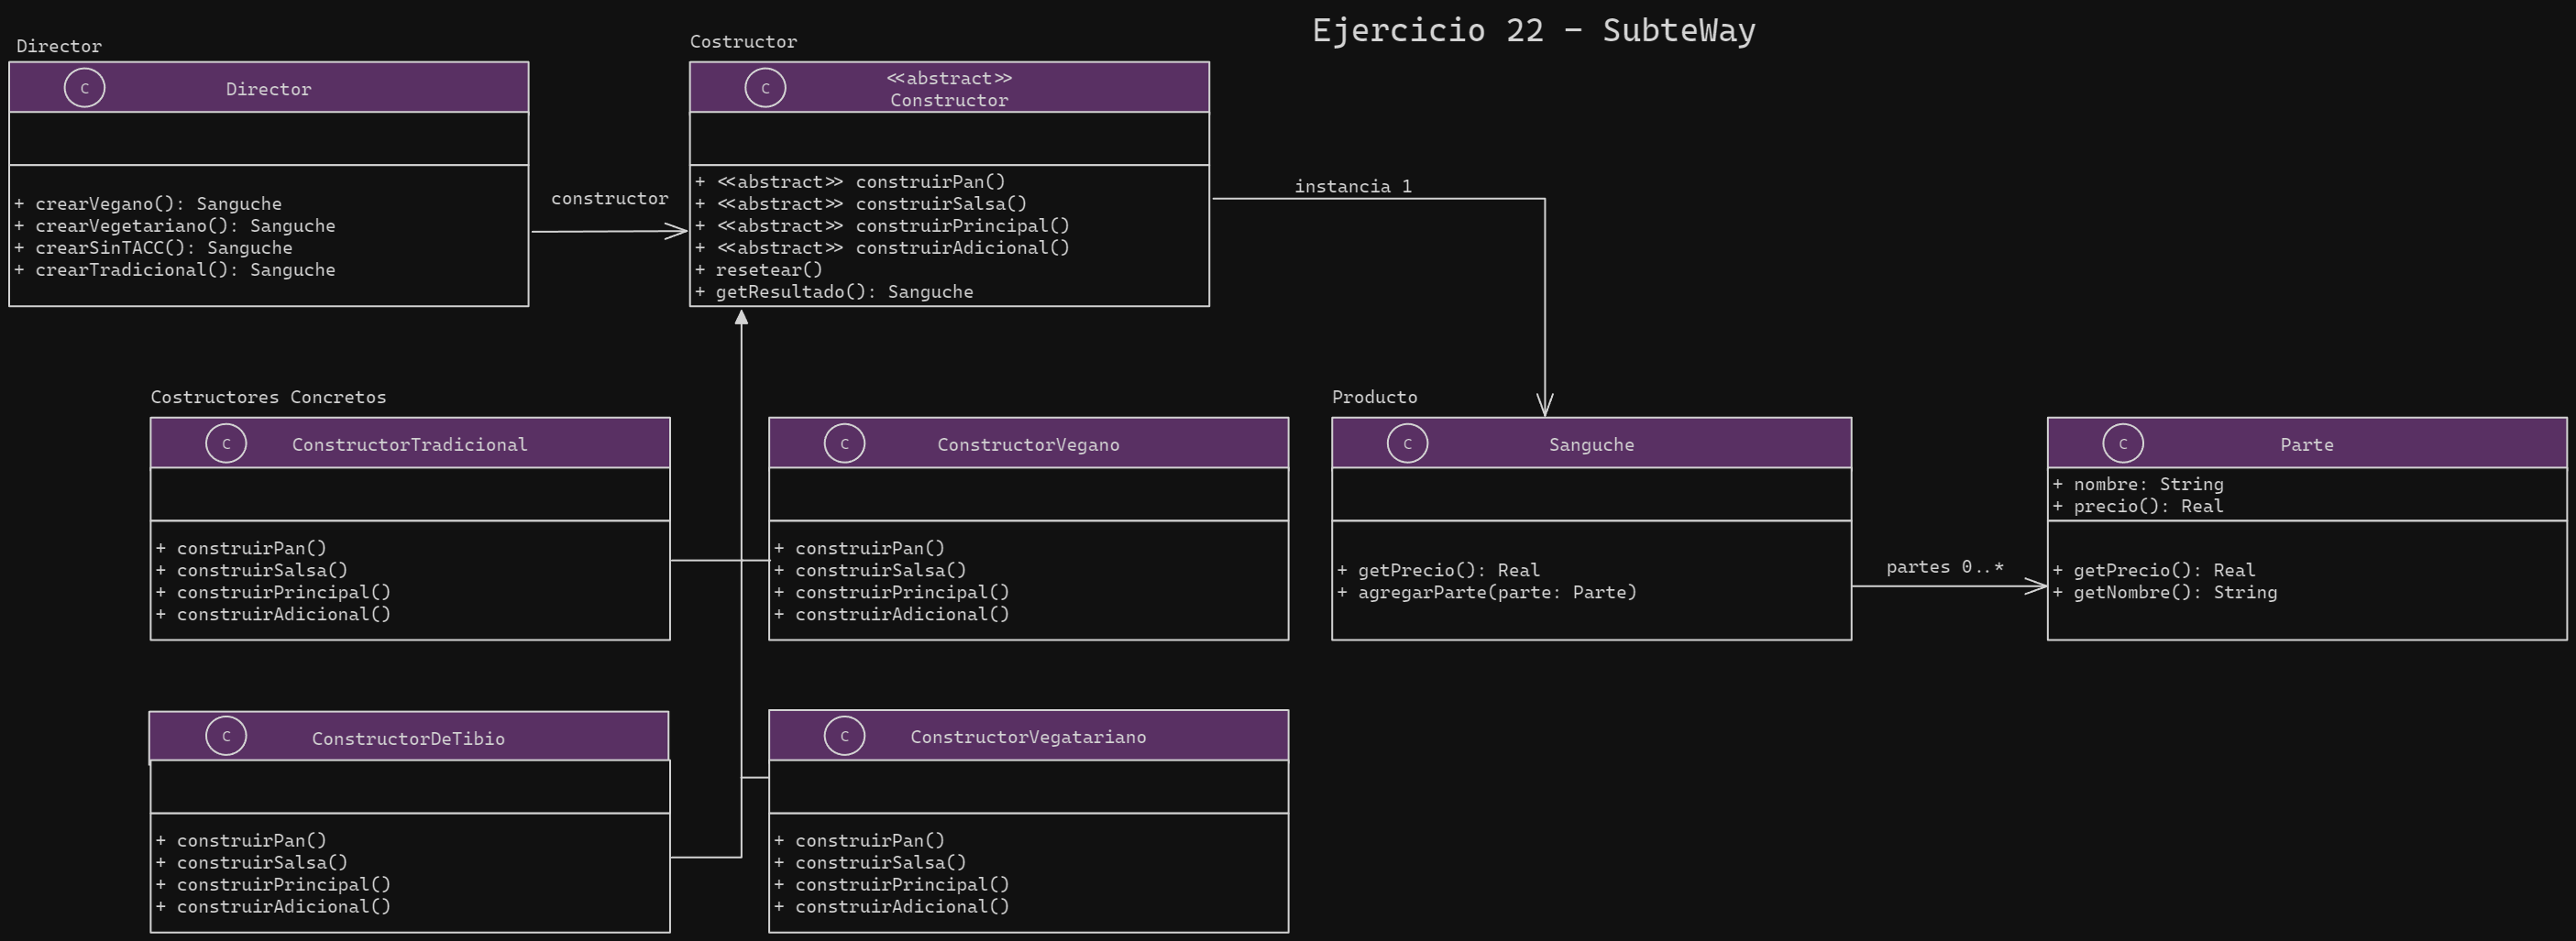 Ejercicio 22 - SubteWay
Director
C
Director
+ crearVegano(): Sanguche
+ crearVegetariano(): Sanguche
+ crearSinTACC(): Sanguche
+ crearTradicional(): Sanguche
constructor
Costructor
C
<<abstract>>
Constructor
+ <<abstract>> construirPan()
+ <<abstract>> construirSalsa()
+ <<abstract>> construirPrincipal()
+ <<abstract>> construirAdicional()
+ resetear()
+ getResultado(): Sanguche
instancia 1
Costructores Concretos
C
ConstructorTradicional
+ construirPan()
+ construirSalsa()
+ construirPrincipal()
+ construirAdicional()
C
ConstructorVegano
+ construirPan()
+ construirSalsa()
+ construirPrincipal()
+ construirAdicional()
Producto
C
Sanguche
+ getPrecio(): Real
+ agregarParte(parte: Parte)
partes 0..*
C
Parte
+ nombre: String
+ precio(): Real
+ getPrecio(): Real
+ getNombre(): String
C
ConstructorDeTibio
+ construirPan()
+ construirSalsa()
+ construirPrincipal()
+ construirAdicional()
C
ConstructorVegatariano
+ construirPan()
+ construirSalsa()
+ construirPrincipal()
+ construirAdicional()